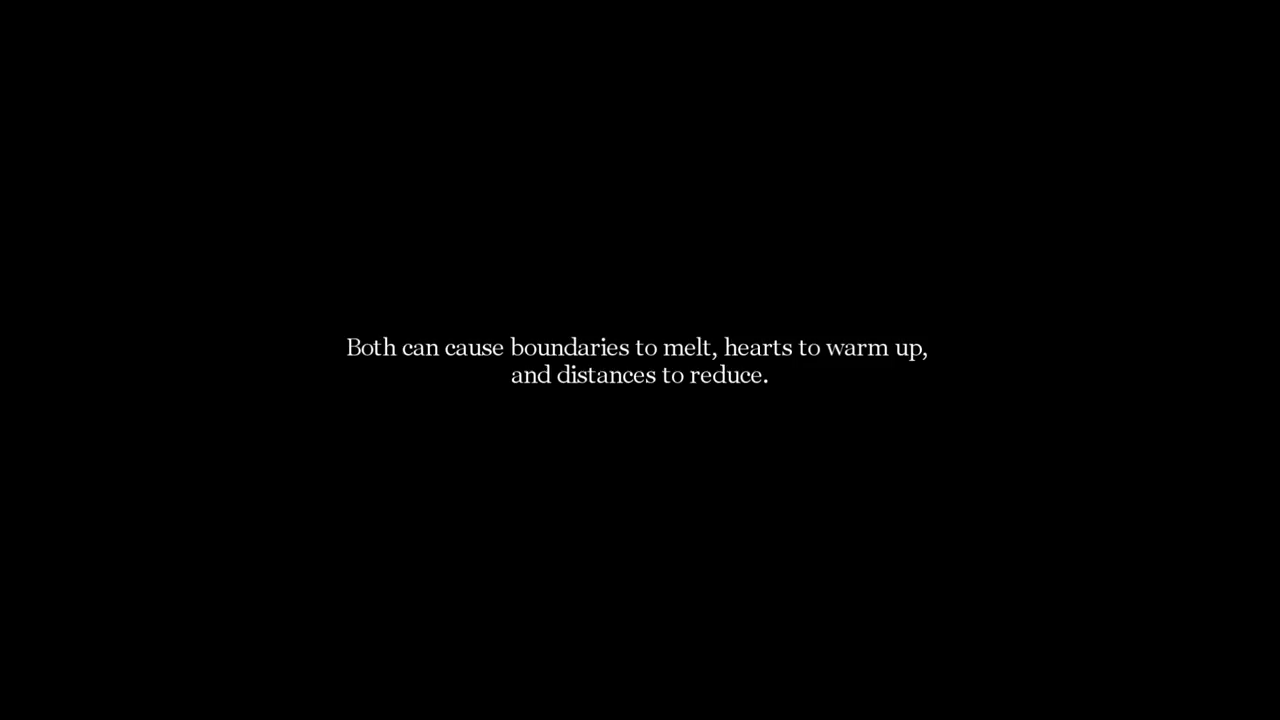 Both can cause boundaries to melt, hearts to warm up,
and distances to reduce.